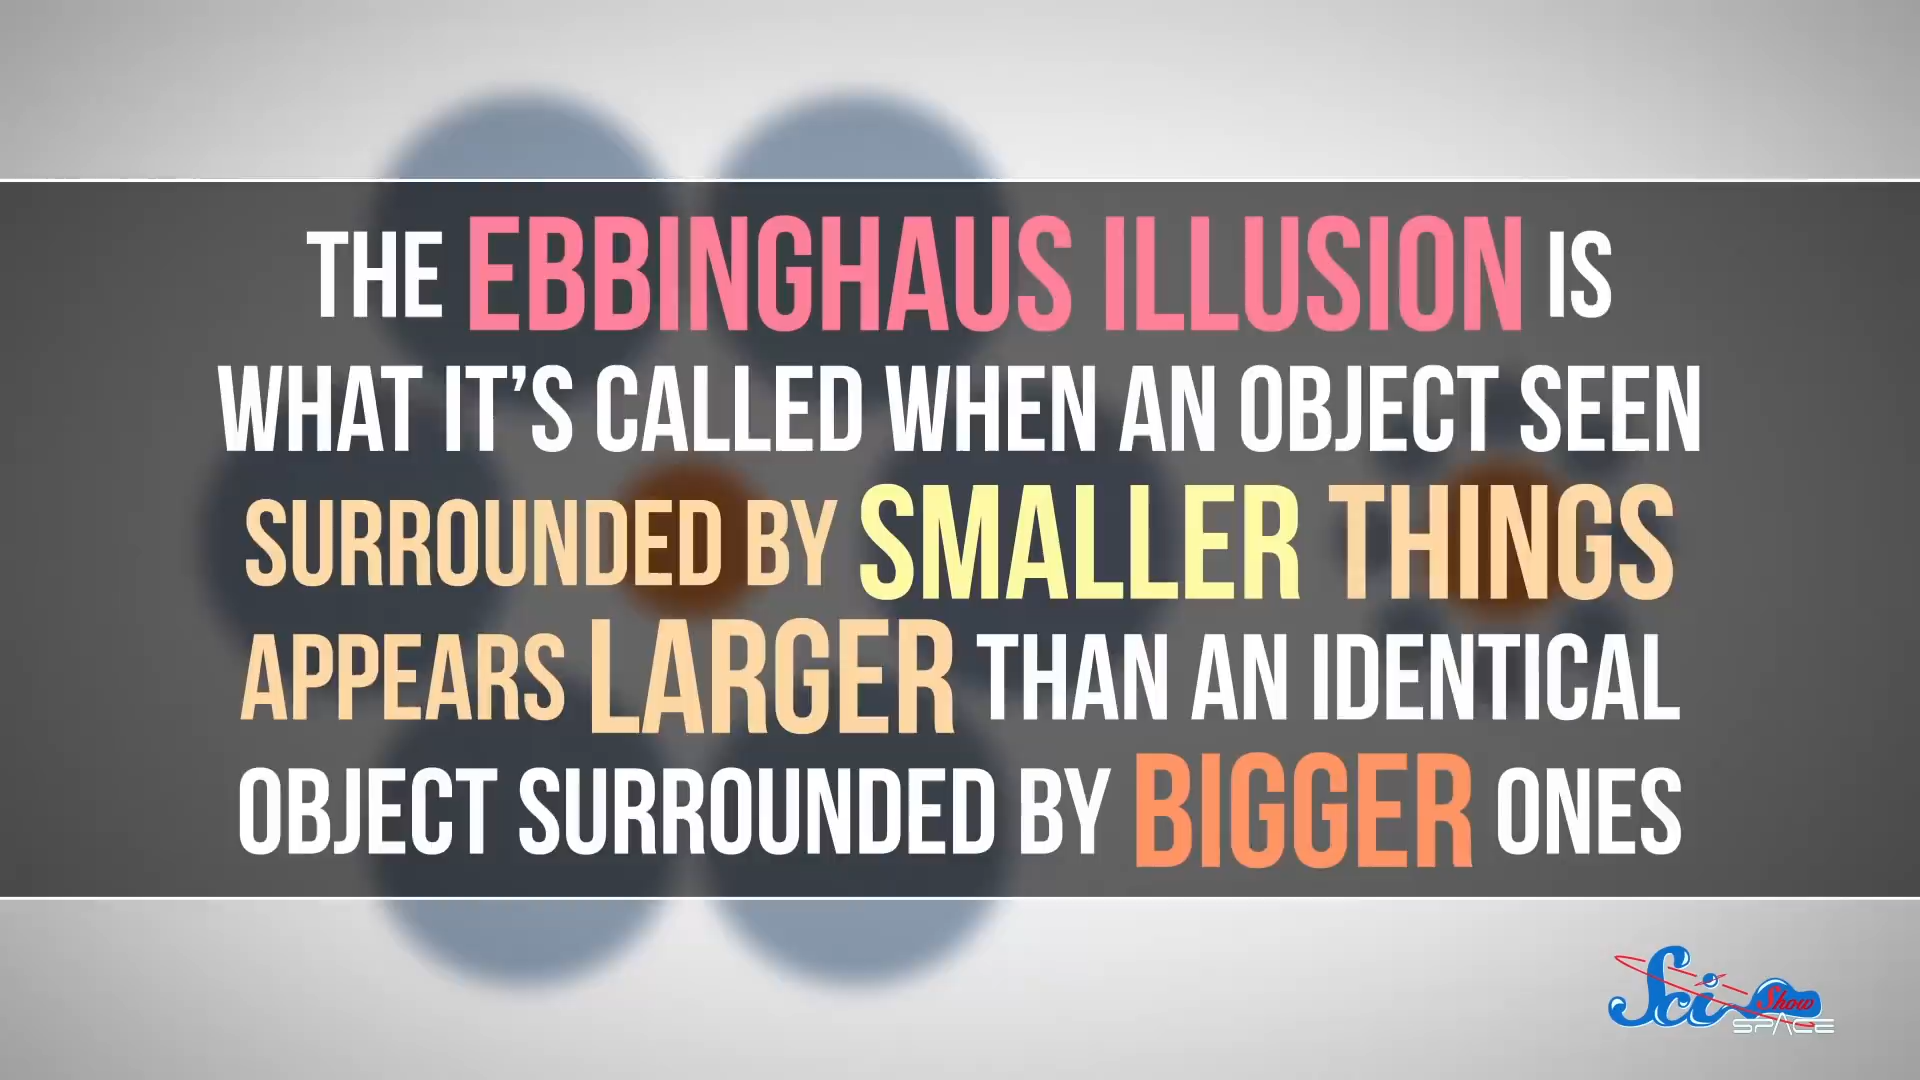 THE EBBINGHAUS ILLUSION IS
WHAT IT'S CALLED WHEN AN OBJECT SEEN
SURROUNDED BY SMALLER THINGS
APPEARS LARGER THAN AN IDENTICAL
OBJECT SURROUNDED BY BIGGER ONES
Sci Show
SPACE